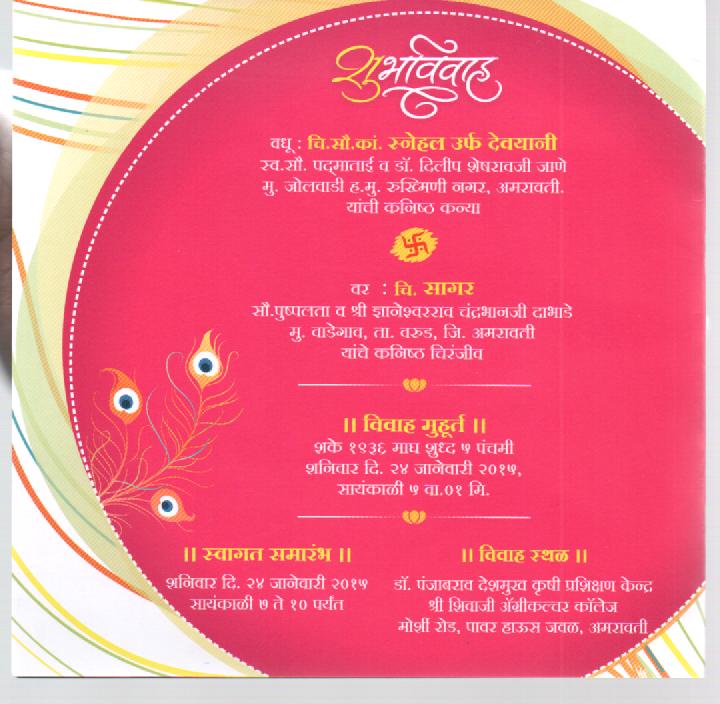 शुभविवाह
वधू : चि.सौ.कां. स्नेहल उर्फ देवयानी
स्व.सौ. पद्माताई व डॉ. दिलीप शेषरावजी जाणे
मु. जोलवाडी ह.मु. रुख्मिणी नगर, अमरावती.
यांची कनिष्ठ कन्या
वर : चि. सागर
सौ.पुष्पलता व श्री ज्ञानेश्वरराव चंद्रभानजी दाभाडे
मु. वाडेगाव, ता. वरुड, जि. अमरावती
यांचे कनिष्ठ चिरंजीव
|| विवाह मुहूर्त ||
शके १९३६ माघ शुध्द ५ पंचमी
शनिवार दि. २४ जानेवारी २०१५,
सायंकाळी ७ वा.०१ मि.
|| स्वागत समारंभ ||
शनिवार दि. २४ जानेवारी २०१५
सायंकाळी ७ ते १० पर्यंत
|| विवाह स्थळ ||
डॉ. पंजाबराव देशमुख कृषी प्रशिक्षण केन्द्र
श्री शिवाजी ॲग्रीकल्चर कॉलेज
मोर्शी रोड, पावर हाऊस जवळ, अमरावती